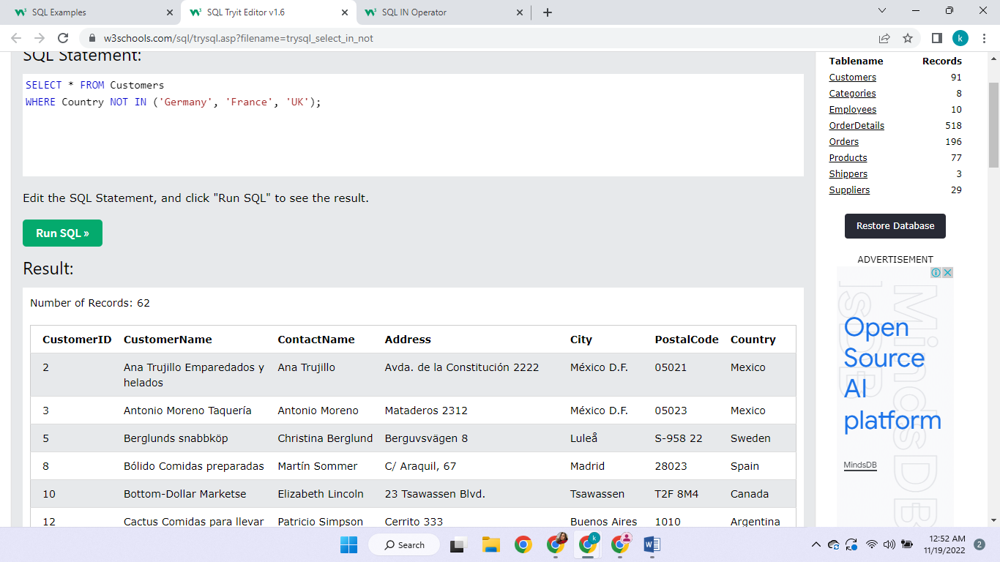 SQL Examples
SQL Tryit Editor v1.6
SQL IN Operator
w3schools.com/sql/trysql.asp?filename=trysql_select_in_not
k
SQL Statement:
SELECT * FROM Customers
WHERE Country NOT IN ('Germany', 'France', 'UK');
Edit the SQL Statement, and click "Run SQL" to see the result.
Run SQL »
Result:
Number of Records: 62
CustomerID CustomerName ContactName Address City PostalCode Country
2 Ana Trujillo Emparedados y helados Ana Trujillo Avda. de la Constitución 2222 México D.F. 05021 Mexico
3 Antonio Moreno Taquería Antonio Moreno Mataderos 2312 México D.F. 05023 Mexico
5 Berglunds snabbköp Christina Berglund Berguvsvägen 8 Luleå S-958 22 Sweden
8 Bólido Comidas preparadas Martín Sommer C/ Araquil, 67 Madrid 28023 Spain
10 Bottom-Dollar Marketse Elizabeth Lincoln 23 Tsawassen Blvd. Tsawassen T2F 8M4 Canada
12 Cactus Comidas para llevar Patricio Simpson Cerrito 333 Buenos Aires 1010 Argentina
Tablename Records
Customers 91
Categories 8
Employees 10
OrderDetails 518
Orders 196
Products 77
Shippers 3
Suppliers 29
Restore Database
ADVERTISEMENT
MindsDB
Open
Source
AI
platform
MindsDB
Search
k
12:52 AM
11/19/2022
2